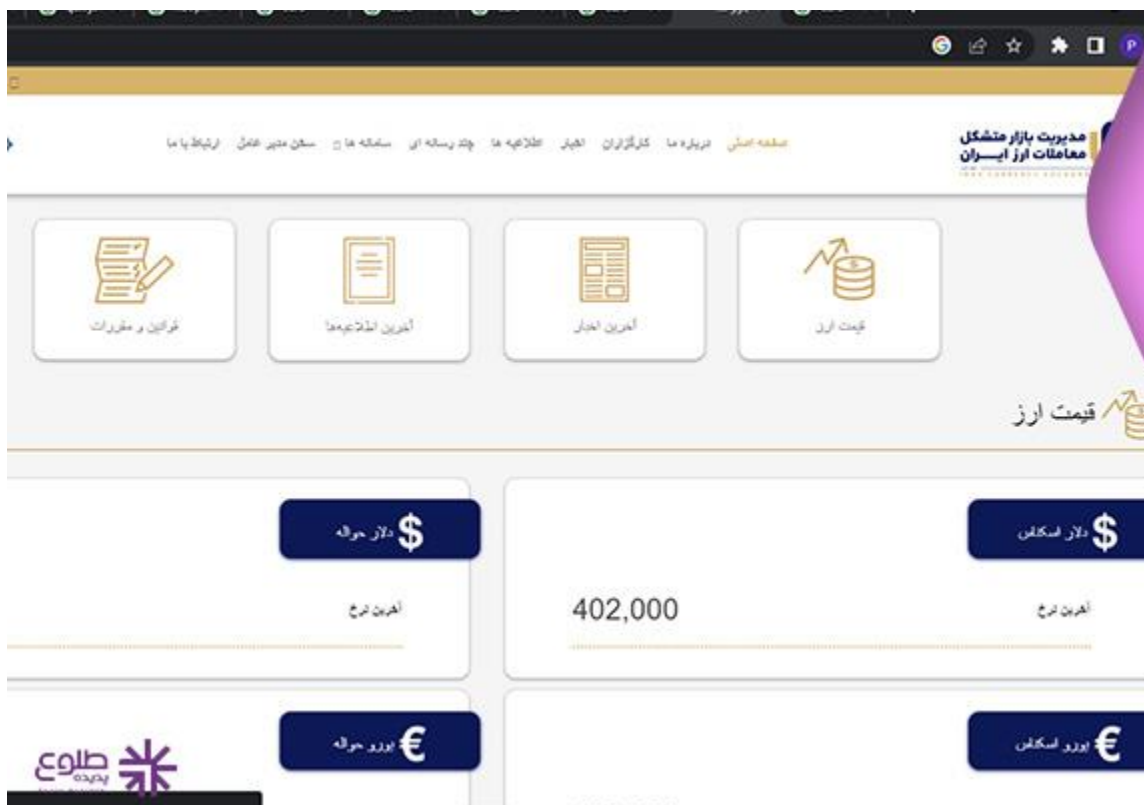 مدیریت بازار متشکل
معاملات ارز ایـــران
صفحه اصلی درباره ما کارگزاران اخبار اطلاعیه ها چند رسانه ای سامانه ها سخن مدیر عامل ارتباط با ما
قیمت ارز
آخرین اخبار
آخرین اطلاعیه‌ها
قوانین و مقررات
قیمت ارز
$ دلار اسکناس
آخرین نرخ
402,000
$ دلار حواله
آخرین نرخ
€ یورو اسکناس
€ یورو حواله
طلوع
پدیده